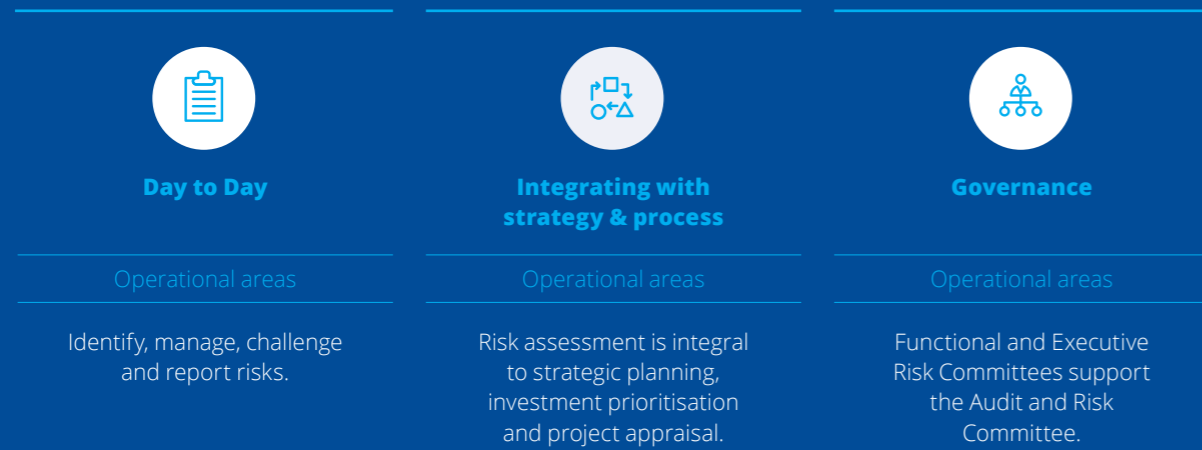 Day to Day
Operational areas
Identify, manage, challenge
and report risks.
Integrating with
strategy & process
Operational areas
Risk assessment is integral
to strategic planning,
investment prioritisation
and project appraisal.
Governance
Operational areas
Functional and Executive
Risk Committees support
the Audit and Risk
Committee.